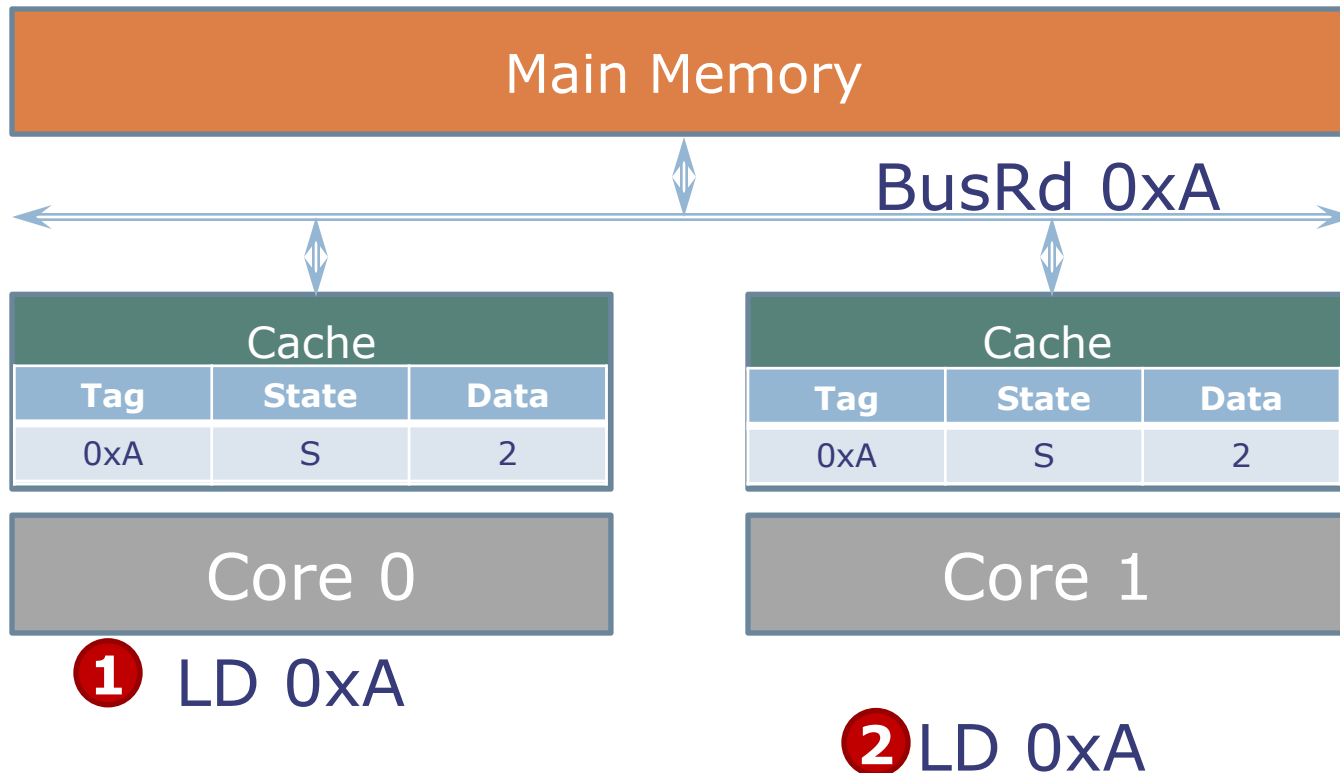 Main Memory
BusRd 0xA
Cache
Tag State Data
0xA S 2
Core 0
1 LD 0xA
Cache
Tag State Data
0xA S 2
Core 1
2 LD 0xA